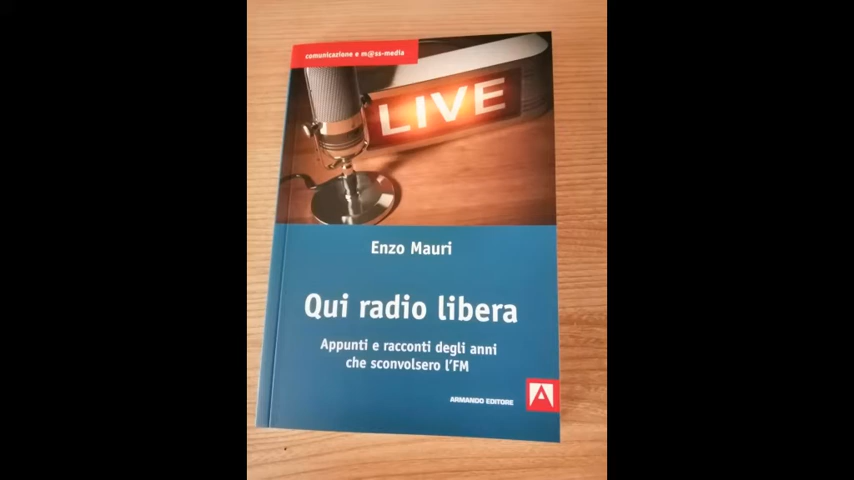 comunicazione e m@ss-media
LIVE
Enzo Mauri
Qui radio libera
Appunti e racconti degli anni
che sconvolsero l'FM
ARMANDO EDITORE
A